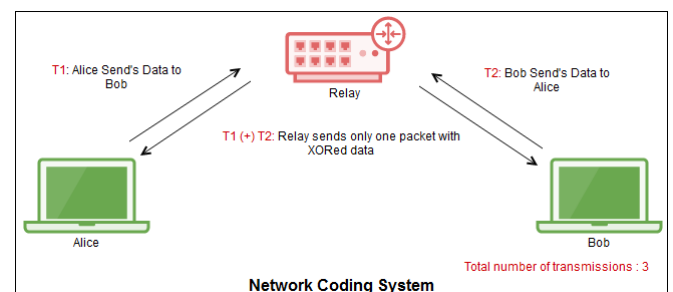 T1: Alice Send's Data to
Bob
Relay
T2: Bob Send's Data to
Alice
T1 (+) T2: Relay sends only one packet with
XORed data
Alice
Bob
Total number of transmissions : 3
Network Coding System